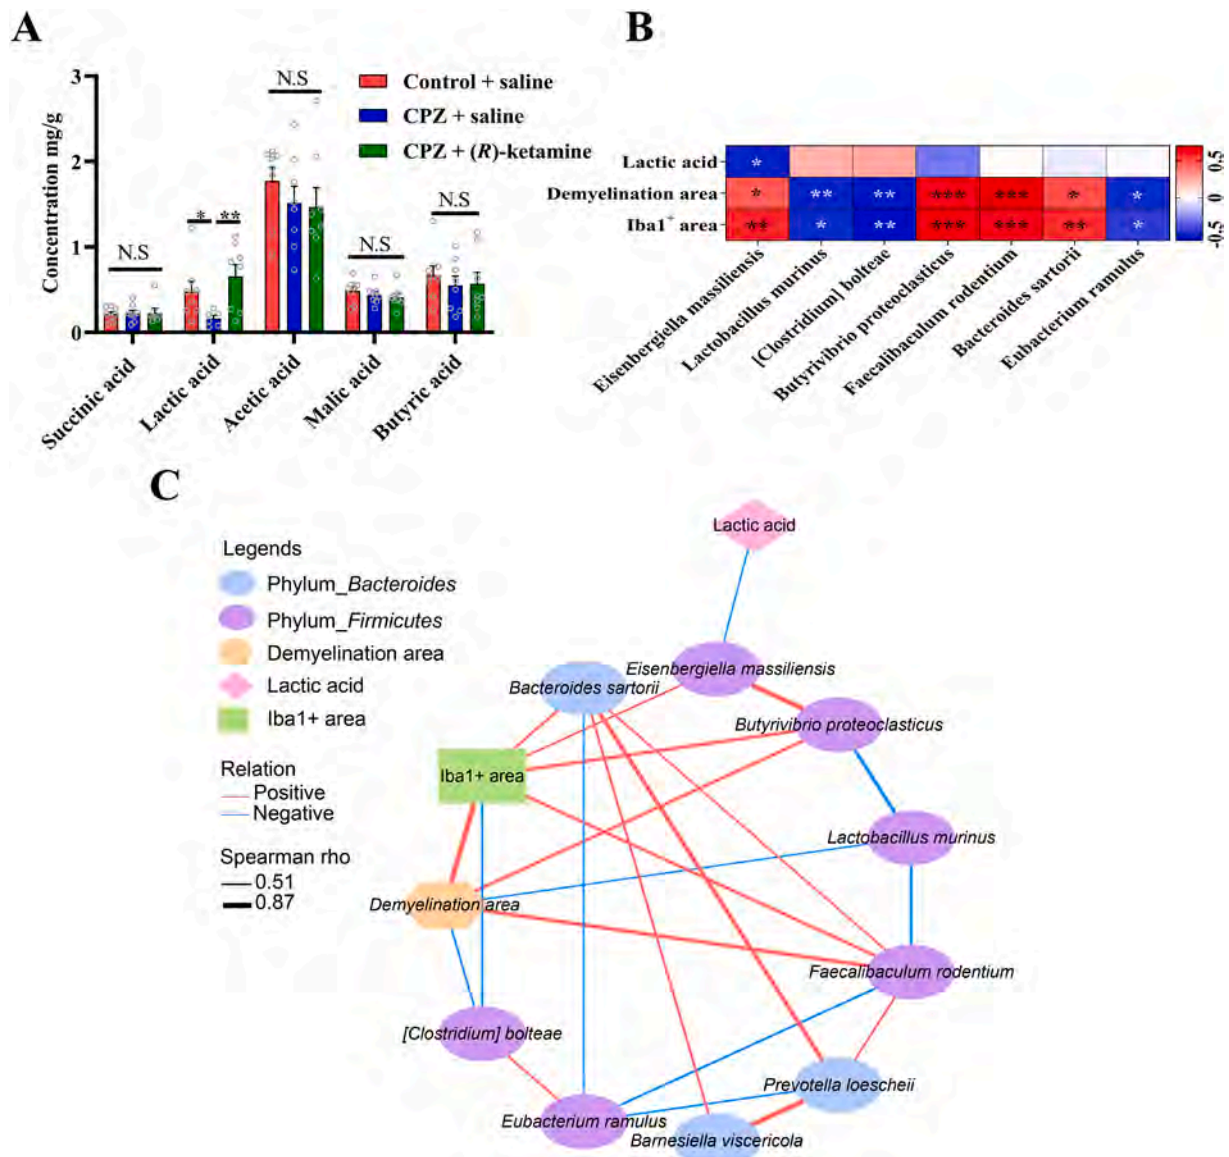 A
Concentration mg/g
3
2
1
0
N.S
*
**
N.S
N.S
N.S
Control + saline
CPZ + saline
CPZ + (R)-ketamine
Succinic acid
Lactic acid
Acetic acid
Malic acid
Butyric acid
B
Lactic acid
*
Demyelination area
*
**
**
***
***
*
*
Iba1+ area
**
*
**
***
***
**
*
0.5
0
-0.5
Eisenbergiella massiliensis
Lactobacillus murinus
[Clostridium] bolteae
Butyrivibrio proteoclasticus
Faecalibaculum rodentium
Bacteroides sartorii
Eubacterium ramulus
C
Legends
Phylum_Bacteroides
Phylum_Firmicutes
Demyelination area
Lactic acid
Iba1+ area
Relation
Positive
Negative
Spearman rho
0.51
0.87
Lactic acid
Eisenbergiella massiliensis
Bacteroides sartorii
Butyrivibrio proteoclasticus
Iba1+ area
Lactobacillus murinus
Demyelination area
Faecalibaculum rodentium
[Clostridium] bolteae
Prevotella loescheii
Eubacterium ramulus
Barnesiella viscericola